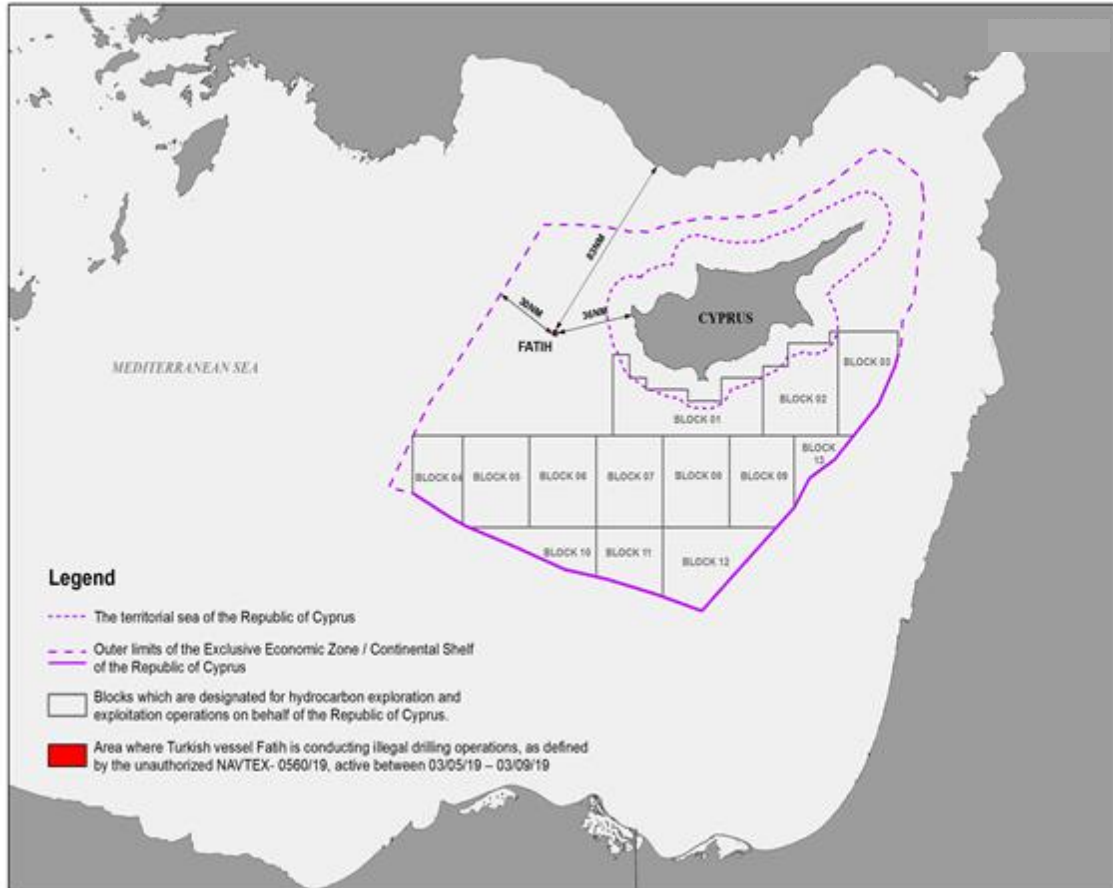 83NM
30NM
36NM
FATIH
CYPRUS
MEDITERRANEAN SEA
BLOCK 03
BLOCK 02
BLOCK 01
BLOCK
13
BLOCK 04
BLOCK 05
BLOCK 06
BLOCK 07
BLOCK 08
BLOCK 09
BLOCK 10
BLOCK 11
BLOCK 12
Legend
The territorial sea of the Republic of Cyprus
Outer limits of the Exclusive Economic Zone / Continental Shelf
of the Republic of Cyprus
Blocks which are designated for hydrocarbon exploration and
exploitation operations on behalf of the Republic of Cyprus.
Area where Turkish vessel Fatih is conducting illegal drilling operations, as defined
by the unauthorized NAVTEX- 0560/19, active between 03/05/19 – 03/09/19